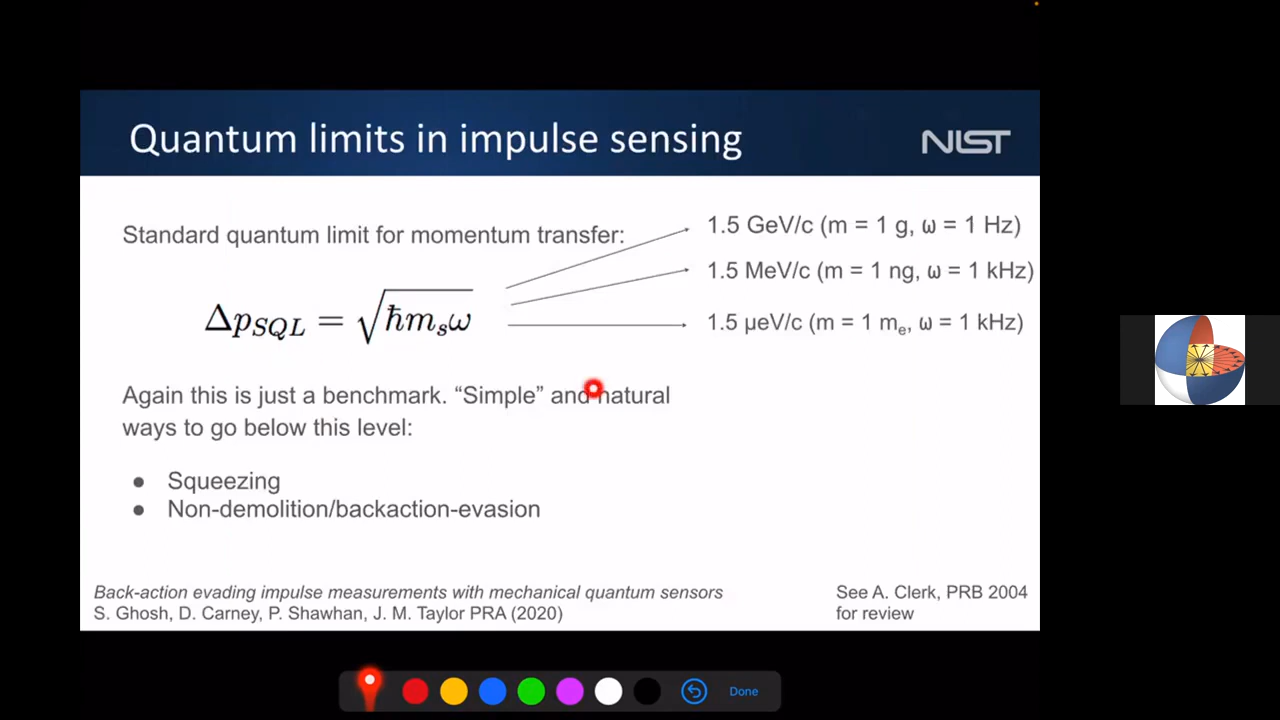 Quantum limits in impulse sensing
NIST
Standard quantum limit for momentum transfer:
Δp_SQL = √ħm_sω
1.5 GeV/c (m = 1 g, ω = 1 Hz)
1.5 MeV/c (m = 1 ng, ω = 1 kHz)
1.5 μeV/c (m = 1 mₑ, ω = 1 kHz)
Again this is just a benchmark. “Simple” and natural
ways to go below this level:
● Squeezing
● Non-demolition/backaction-evasion
Back-action evading impulse measurements with mechanical quantum sensors
S. Ghosh, D. Carney, P. Shawhan, J. M. Taylor PRA (2020)
See A. Clerk, PRB 2004
for review
Done